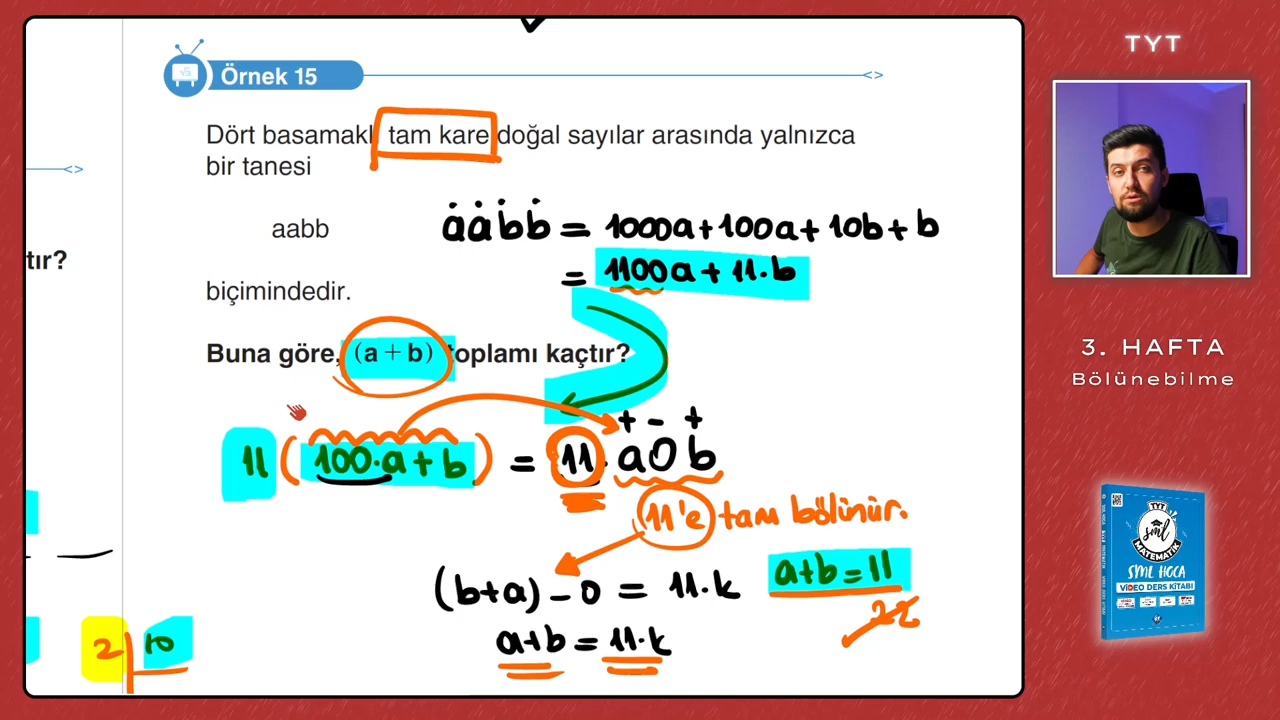 TYT
Örnek 15
Dört basamaklı tam kare doğal sayılar arasında yalnızca
bir tanesi
aabb
aabb = 1000a+100a+10b+b
= 1100a+11.b
biçimindedir.
tır?
Buna göre, (a + b) toplamı kaçtır?
3. HAFTA
Bölünebilme
+ - +
11 (100.a+b) = 11. a0b
11'e tam bölünür.
(b+a) - 0 = 11.k
a+b = 11
22
a+b = 11.k
2 10
TYT
SML
MATEMATİK
SML HOCA
VİDEO DERS KİTABI